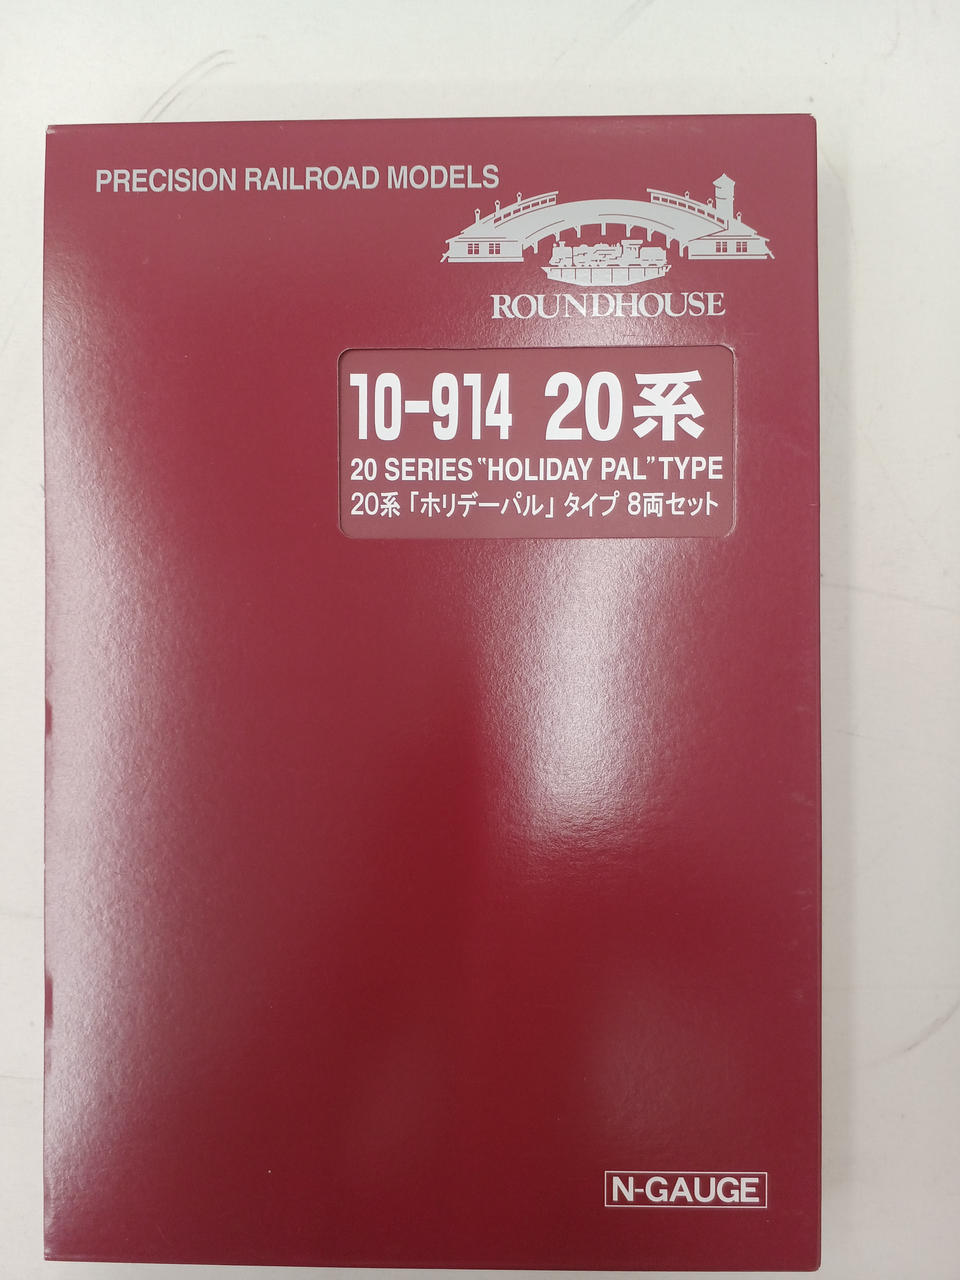 PRECISION RAILROAD MODELS
ROUNDHOUSE
10-914 20系
20 SERIES “HOLIDAY PAL” TYPE
20系「ホリデーパル」タイプ 8両セット
N-GAUGE